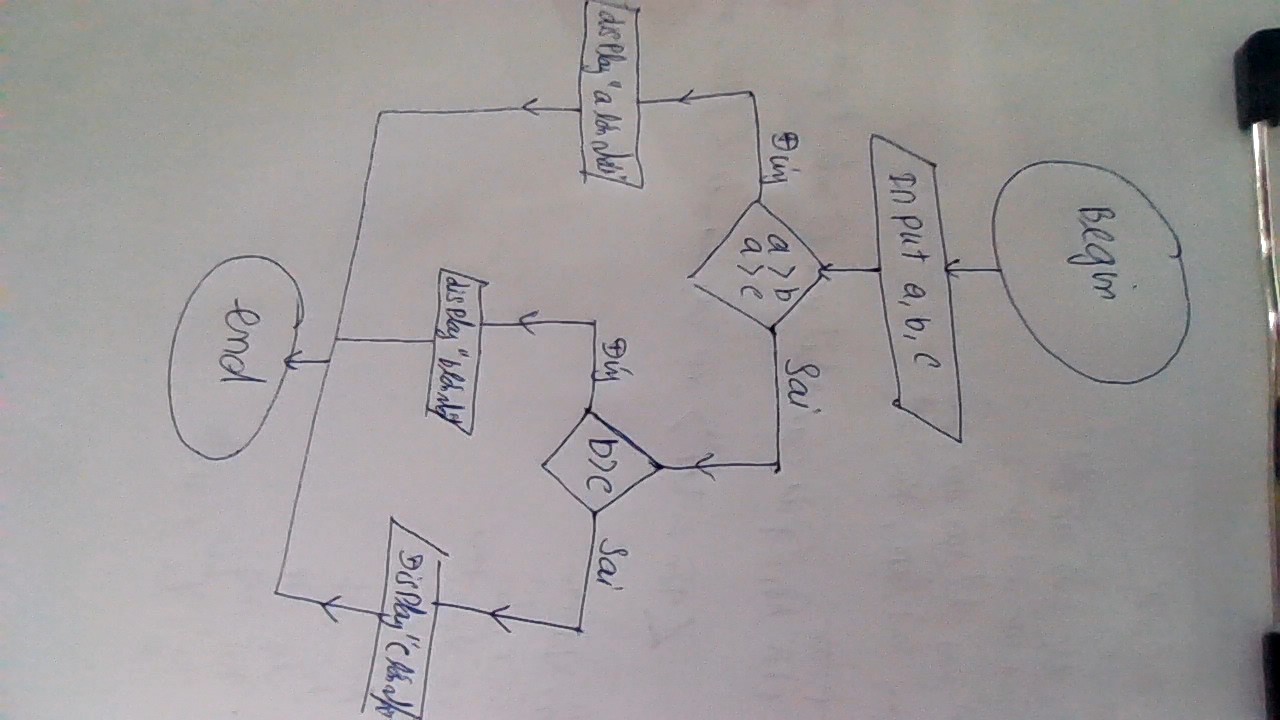 Begin
Input a, b, c
a > b
a > c
Đúng
Sai
display "a lớn nhất"
b > c
Đúng
Sai
display "b lớn nhất"
Display "c lớn nhất
end